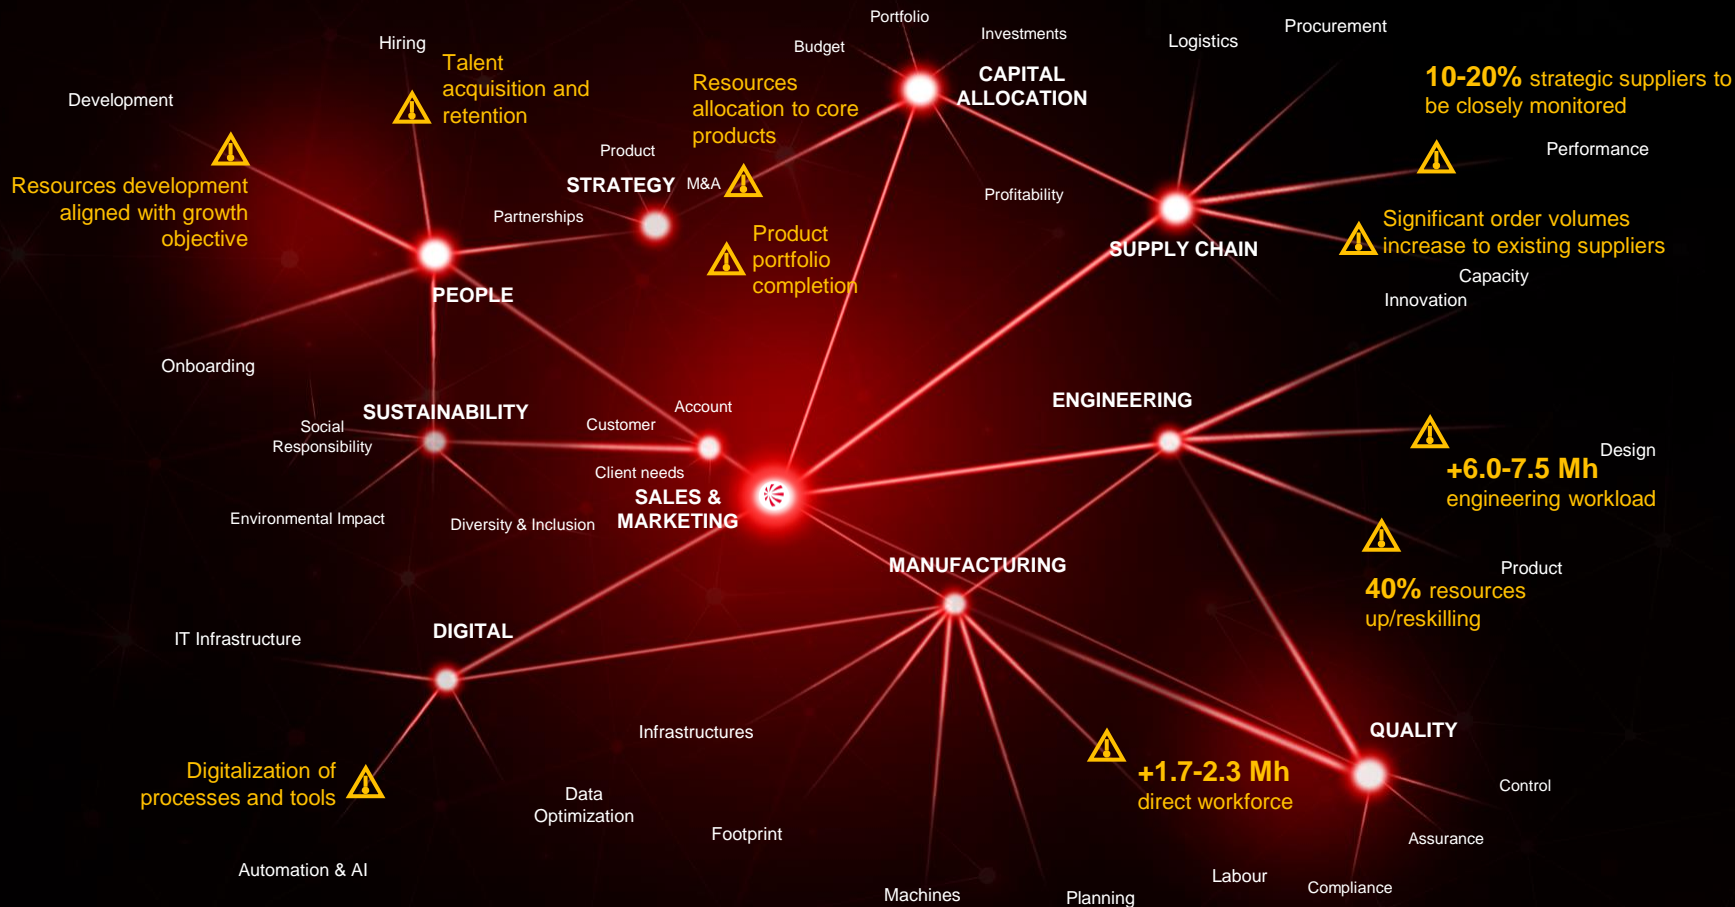 Portfolio
Budget
Investments
CAPITAL
ALLOCATION
Profitability
Logistics
Procurement
10-20% strategic suppliers to
be closely monitored
Performance
Significant order volumes
increase to existing suppliers
Capacity
SUPPLY CHAIN
Hiring
Talent
acquisition and
retention
Development
Resources development
aligned with growth
objective
PEOPLE
Onboarding
Resources
allocation to core
products
Product
STRATEGY
M&A
Partnerships
Product
portfolio
completion
Innovation
ENGINEERING
Design
+6.0-7.5 Mh
engineering workload
Product
40% resources
up/reskilling
SUSTAINABILITY
Social
Responsibility
Environmental Impact
Diversity & Inclusion
Account
Customer
Client needs
SALES &
MARKETING
MANUFACTURING
Infrastructures
Footprint
Machines
Planning
Labour
+1.7-2.3 Mh
direct workforce
DIGITAL
IT Infrastructure
Digitalization of
processes and tools
Data
Optimization
Automation & AI
QUALITY
Control
Assurance
Compliance